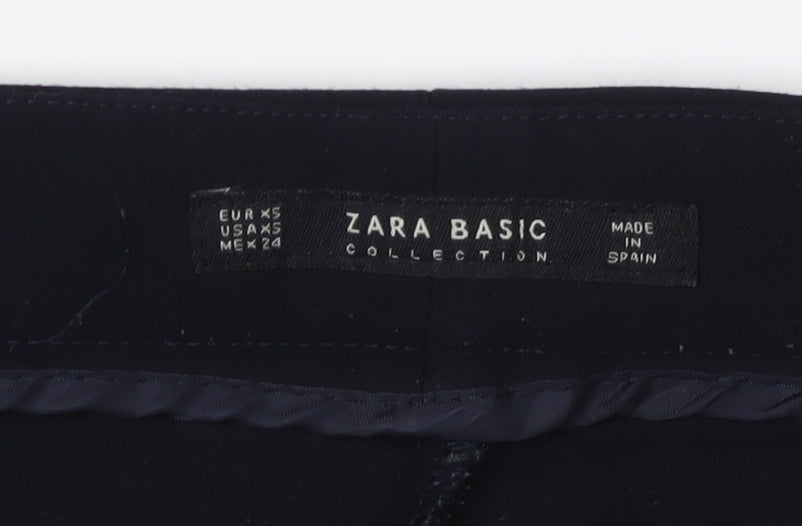 EUR XS
USA XS
MEX 24
ZARA BASIC
COLLECTION
MADE
IN
SPAIN